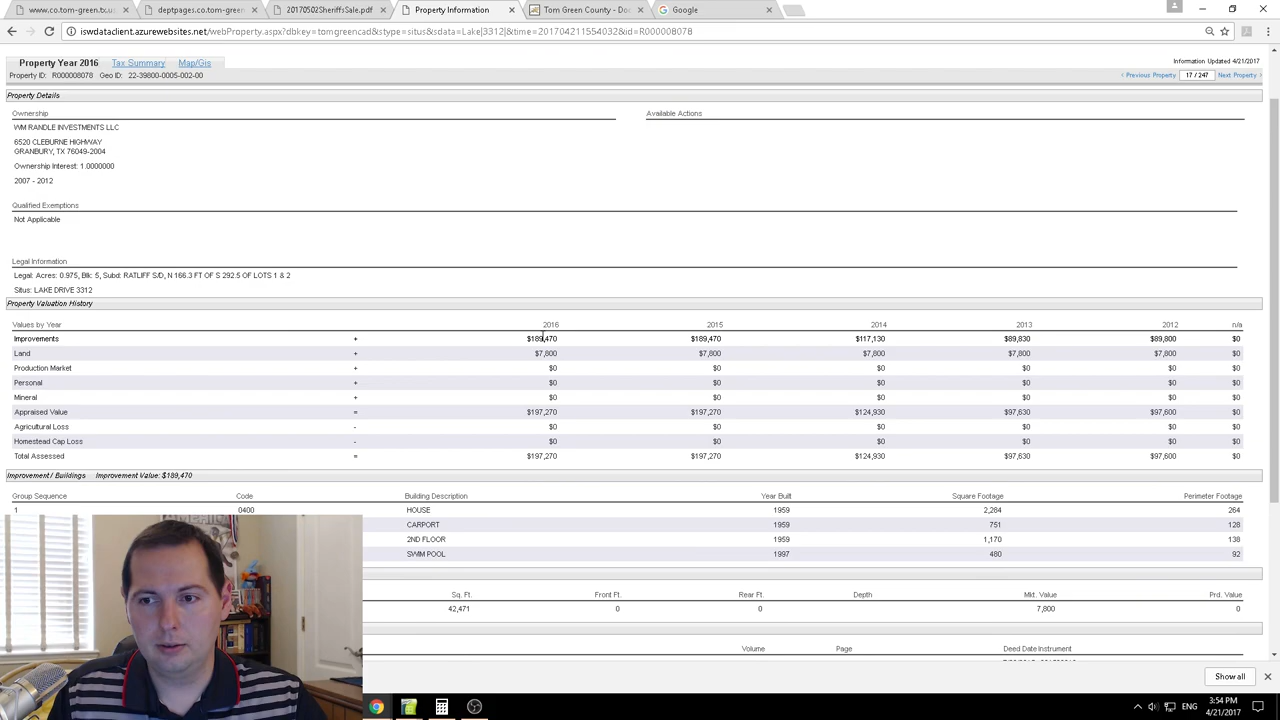 www.co.tom-green.tx.us
deptpages.co.tom-green
20170502SheriffsSale.pdf
Property Information
Tom Green County - Doc
Google
iswdataclient.azurewebsites.net/webProperty.aspx?dbkey=tomgreencad&stype=situs&sdata=Lake|3312|&time=201704211554032&id=R000008078
Property Year 2016 Tax Summary Map/Gis
Information Updated 4/21/2017
Property ID: R000008078 Geo ID: 22-39800-0005-002-00
< Previous Property 17 / 247 Next Property >
Property Details
Ownership Available Actions
WM RANDLE INVESTMENTS LLC
6520 CLEBURNE HIGHWAY
GRANBURY, TX 76049-2004
Ownership Interest: 1.0000000
2007 - 2012
Qualified Exemptions
Not Applicable
Legal Information
Legal: Acres: 0.975, Blk: 5, Subd: RATLIFF S/D, N 166.3 FT OF S 292.5 OF LOTS 1 & 2
Situs: LAKE DRIVE 3312
Property Valuation History
Values by Year 2016 2015 2014 2013 2012 n/a
Improvements + $189,470 $189,470 $117,130 $89,830 $89,800 $0
Land + $7,800 $7,800 $7,800 $7,800 $7,800 $0
Production Market + $0 $0 $0 $0 $0 $0
Personal + $0 $0 $0 $0 $0 $0
Mineral + $0 $0 $0 $0 $0 $0
Appraised Value = $197,270 $197,270 $124,930 $97,630 $97,600 $0
Agricultural Loss - $0 $0 $0 $0 $0 $0
Homestead Cap Loss - $0 $0 $0 $0 $0 $0
Total Assessed = $197,270 $197,270 $124,930 $97,630 $97,600 $0
Improvement / Buildings Improvement Value: $189,470
Group Sequence Code Building Description Year Built Square Footage Perimeter Footage
1 0400 HOUSE 1959 2,284 264
CARPORT 1959 751 128
2ND FLOOR 1959 1,170 138
SWIM POOL 1997 480 92
Sq. Ft. Front Ft. Rear Ft. Depth Mkt. Value Prd. Value
42,471 0 0 7,800 0
Volume Page Deed Date Instrument
Show all
ENG
3:54 PM
4/21/2017